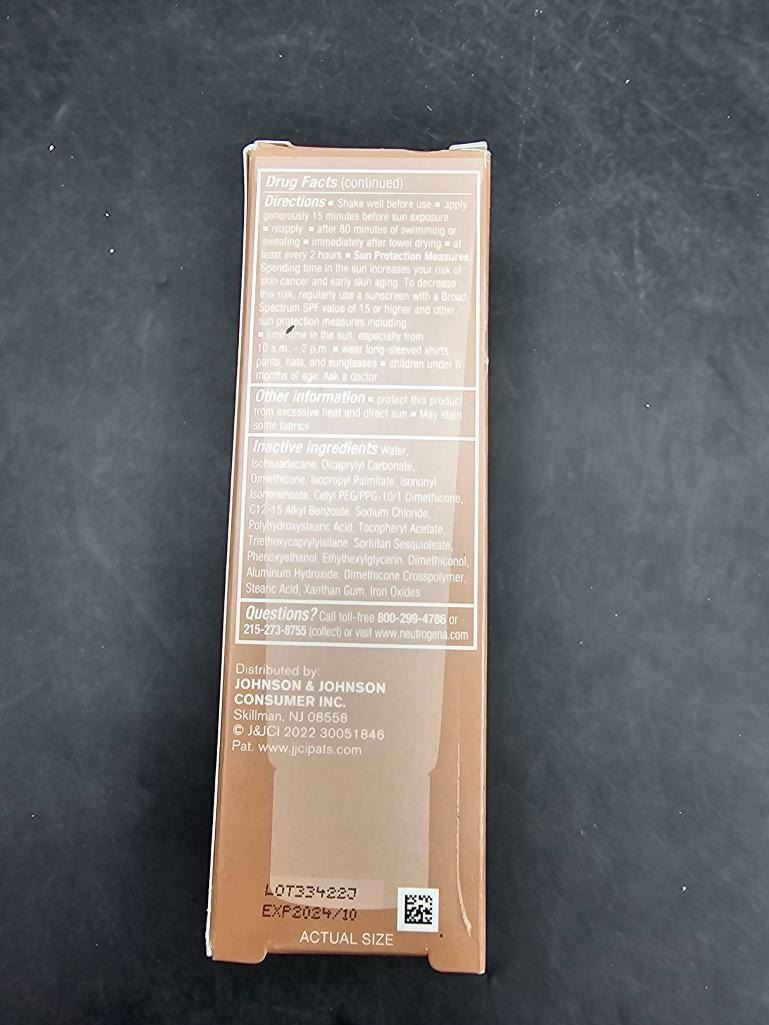 Drug Facts (continued)
Directions ▪ Shake well before use ▪ apply
generously 15 minutes before sun exposure
▪ reapply ▪ after 80 minutes of swimming or
sweating ▪ immediately after towel drying ▪ at
least every 2 hours ▪ Sun Protection Measures.
Spending time in the sun increases your risk of
skin cancer and early skin aging. To decrease
this risk, regularly use a sunscreen with a Broad
Spectrum SPF value of 15 or higher and other
sun protection measures including
▪ limit time in the sun, especially from
10 a.m. – 2 p.m. ▪ wear long-sleeved shirts,
pants, hats, and sunglasses ▪ children under 6
months of age: Ask a doctor
Other information ▪ protect this product
from excessive heat and direct sun ▪ May stain
some fabrics
Inactive ingredients Water,
Isohexadecane, Dicaprylyl Carbonate,
Dimethicone, Isopropyl Palmitate, Isononyl
Isononanoate, Cetyl PEG/PPG-10/1 Dimethicone,
C12-15 Alkyl Benzoate, Sodium Chloride,
Polyhydroxystearic Acid, Tocopheryl Acetate,
Triethoxycaprylylsilane, Sorbitan Sesquioleate,
Phenoxyethanol, Ethylhexylglycerin, Dimethiconol,
Aluminum Hydroxide, Dimethicone Crosspolymer,
Stearic Acid, Xanthan Gum, Iron Oxides
Questions? Call toll-free 800-299-4786 or
215-273-8755 (collect) or visit www.neutrogena.com
Distributed by:
JOHNSON & JOHNSON
CONSUMER INC.
Skillman, NJ 08558
© J&JCI 2022 30051846
Pat. www.jjcipats.com
LOT33422J
EXP2024/10
ACTUAL SIZE